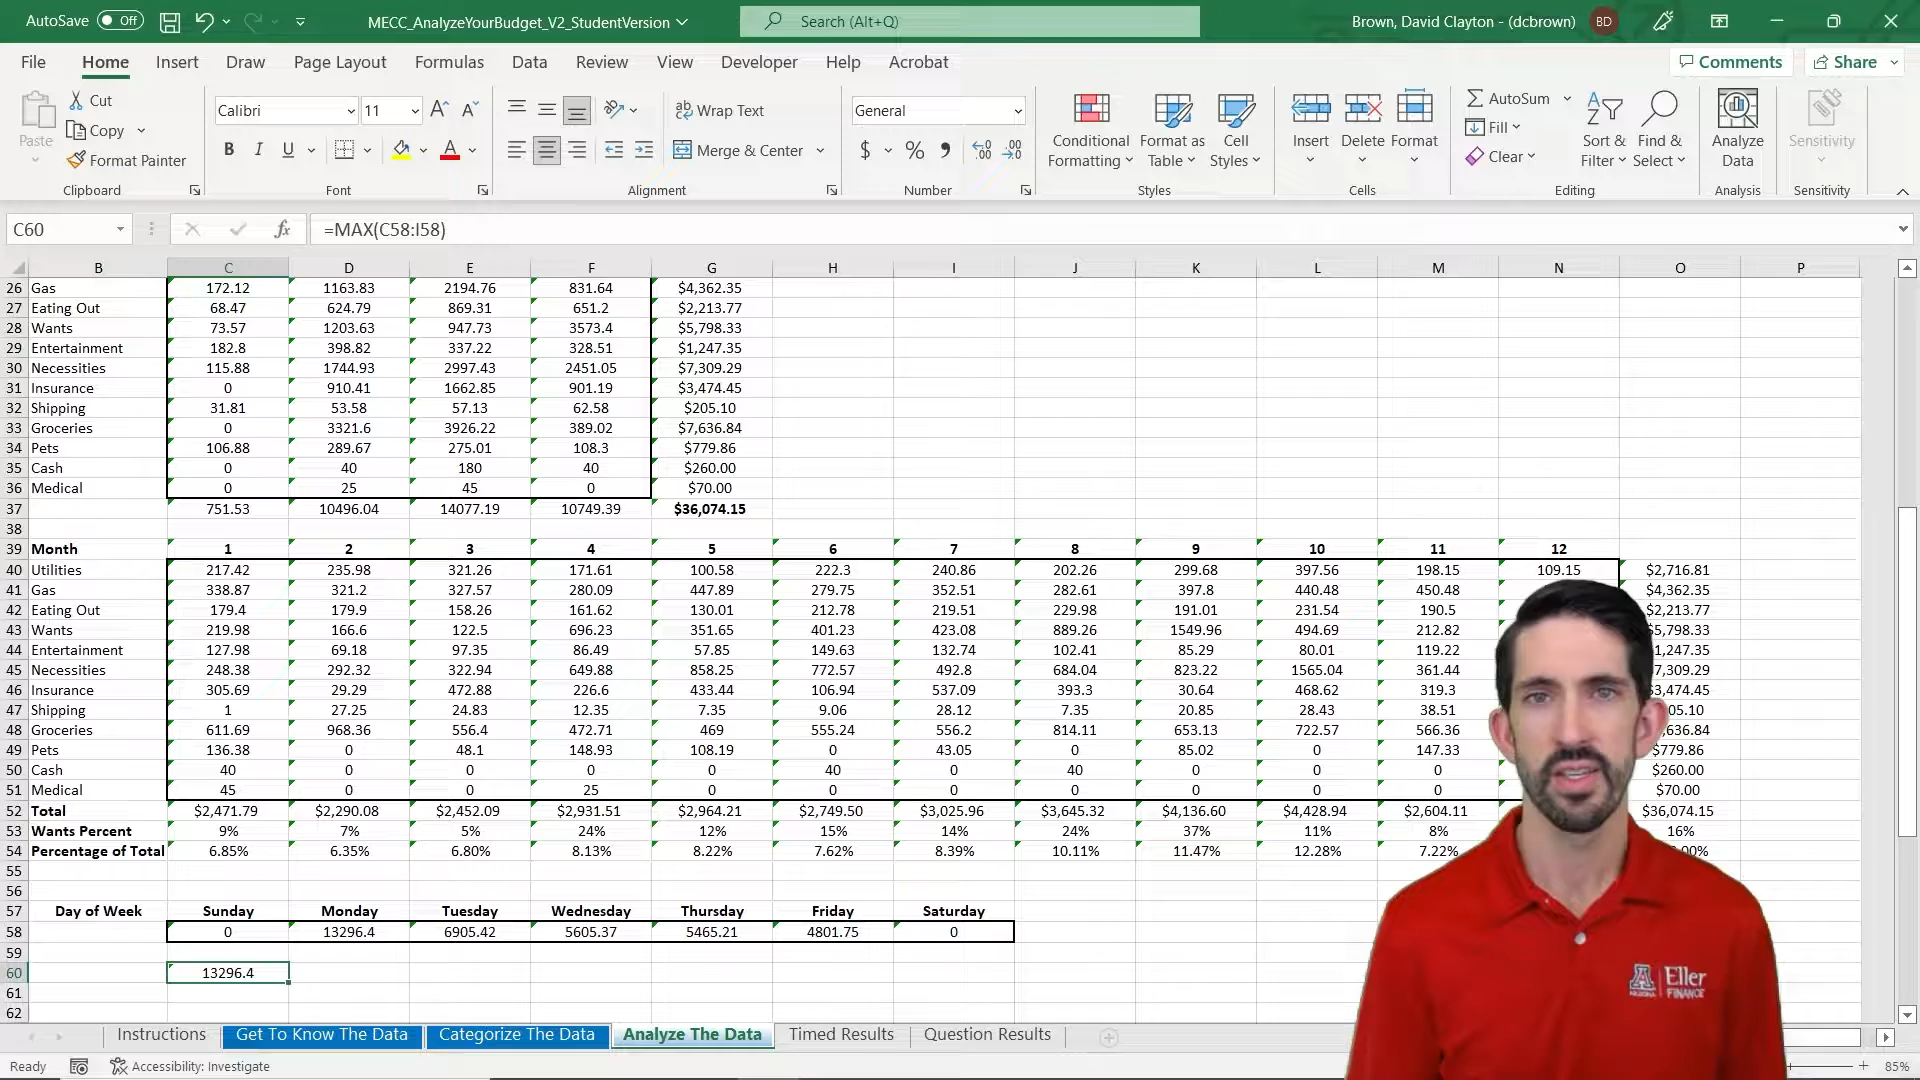 AutoSave Off MECC_AnalyzeYourBudget_V2_StudentVersion Search (Alt+Q) Brown, David Clayton - (dcbrown) BD
File Home Insert Draw Page Layout Formulas Data Review View Developer Help Acrobat Comments Share
Paste Cut Copy Format Painter Clipboard
Calibri 11 B I U A Font
ab Wrap Text Merge & Center Alignment
General $ % Number
Conditional Formatting Format as Table Cell Styles Styles
Insert Delete Format Cells
AutoSum Fill Clear Sort & Filter Find & Select Editing
Analyze Data Analysis
Sensitivity Sensitivity
C60 fx =MAX(C58:I58)
B C D E F G H I J K L M N O P
26 Gas 172.12 1163.83 2194.76 831.64 $4,362.35
27 Eating Out 68.47 624.79 869.31 651.2 $2,213.77
28 Wants 73.57 1203.63 947.73 3573.4 $5,798.33
29 Entertainment 182.8 398.82 337.22 328.51 $1,247.35
30 Necessities 115.88 1744.93 2997.43 2451.05 $7,309.29
31 Insurance 0 910.41 1662.85 901.19 $3,474.45
32 Shipping 31.81 53.58 57.13 62.58 $205.10
33 Groceries 0 3321.6 3926.22 389.02 $7,636.84
34 Pets 106.88 289.67 275.01 108.3 $779.86
35 Cash 0 40 180 40 $260.00
36 Medical 0 25 45 0 $70.00
37 751.53 10496.04 14077.19 10749.39 $36,074.15
38
39 Month 1 2 3 4 5 6 7 8 9 10 11 12
40 Utilities 217.42 235.98 321.26 171.61 100.58 222.3 240.86 202.26 299.68 397.56 198.15 109.15 $2,716.81
41 Gas 338.87 321.2 327.57 280.09 447.89 279.75 352.51 282.61 397.8 440.48 450.48 $4,362.35
42 Eating Out 179.4 179.9 158.26 161.62 130.01 212.78 219.51 229.98 191.01 231.54 190.5 $2,213.77
43 Wants 219.98 166.6 122.5 696.23 351.65 401.23 423.08 889.26 1549.96 494.69 212.82 $5,798.33
44 Entertainment 127.98 69.18 97.35 86.49 57.85 149.63 132.74 102.41 85.29 80.01 119.22 1,247.35
45 Necessities 248.38 292.32 322.94 649.88 858.25 772.57 492.8 684.04 823.22 1565.04 361.44 7,309.29
46 Insurance 305.69 29.29 472.88 226.6 433.44 106.94 537.09 393.3 30.64 468.62 319.3 3,474.45
47 Shipping 1 27.25 24.83 12.35 7.35 9.06 28.12 7.35 20.85 28.43 38.51 05.10
48 Groceries 611.69 968.36 556.4 472.71 469 555.24 556.2 814.11 653.13 722.57 566.36 ,636.84
49 Pets 136.38 0 48.1 148.93 108.19 0 43.05 0 85.02 0 147.33 $779.86
50 Cash 40 0 0 0 0 40 0 40 0 0 0 $260.00
51 Medical 45 0 0 25 0 0 0 0 0 0 0 $70.00
52 Total $2,471.79 $2,290.08 $2,452.09 $2,931.51 $2,964.21 $2,749.50 $3,025.96 $3,645.32 $4,136.60 $4,428.94 $2,604.11 $36,074.15
53 Wants Percent 9% 7% 5% 24% 12% 15% 14% 24% 37% 11% 8% 16%
54 Percentage of Total 6.85% 6.35% 6.80% 8.13% 8.22% 7.62% 8.39% 10.11% 11.47% 12.28% 7.22% 00%
55
56
57 Day of Week Sunday Monday Tuesday Wednesday Thursday Friday Saturday
58 0 13296.4 6905.42 5605.37 5465.21 4801.75 0
59
60 13296.4
61
62
A Eller
ARIZONA FINANCE
Instructions Get To Know The Data Categorize The Data Analyze The Data Timed Results Question Results
Ready Accessibility: Investigate 85%